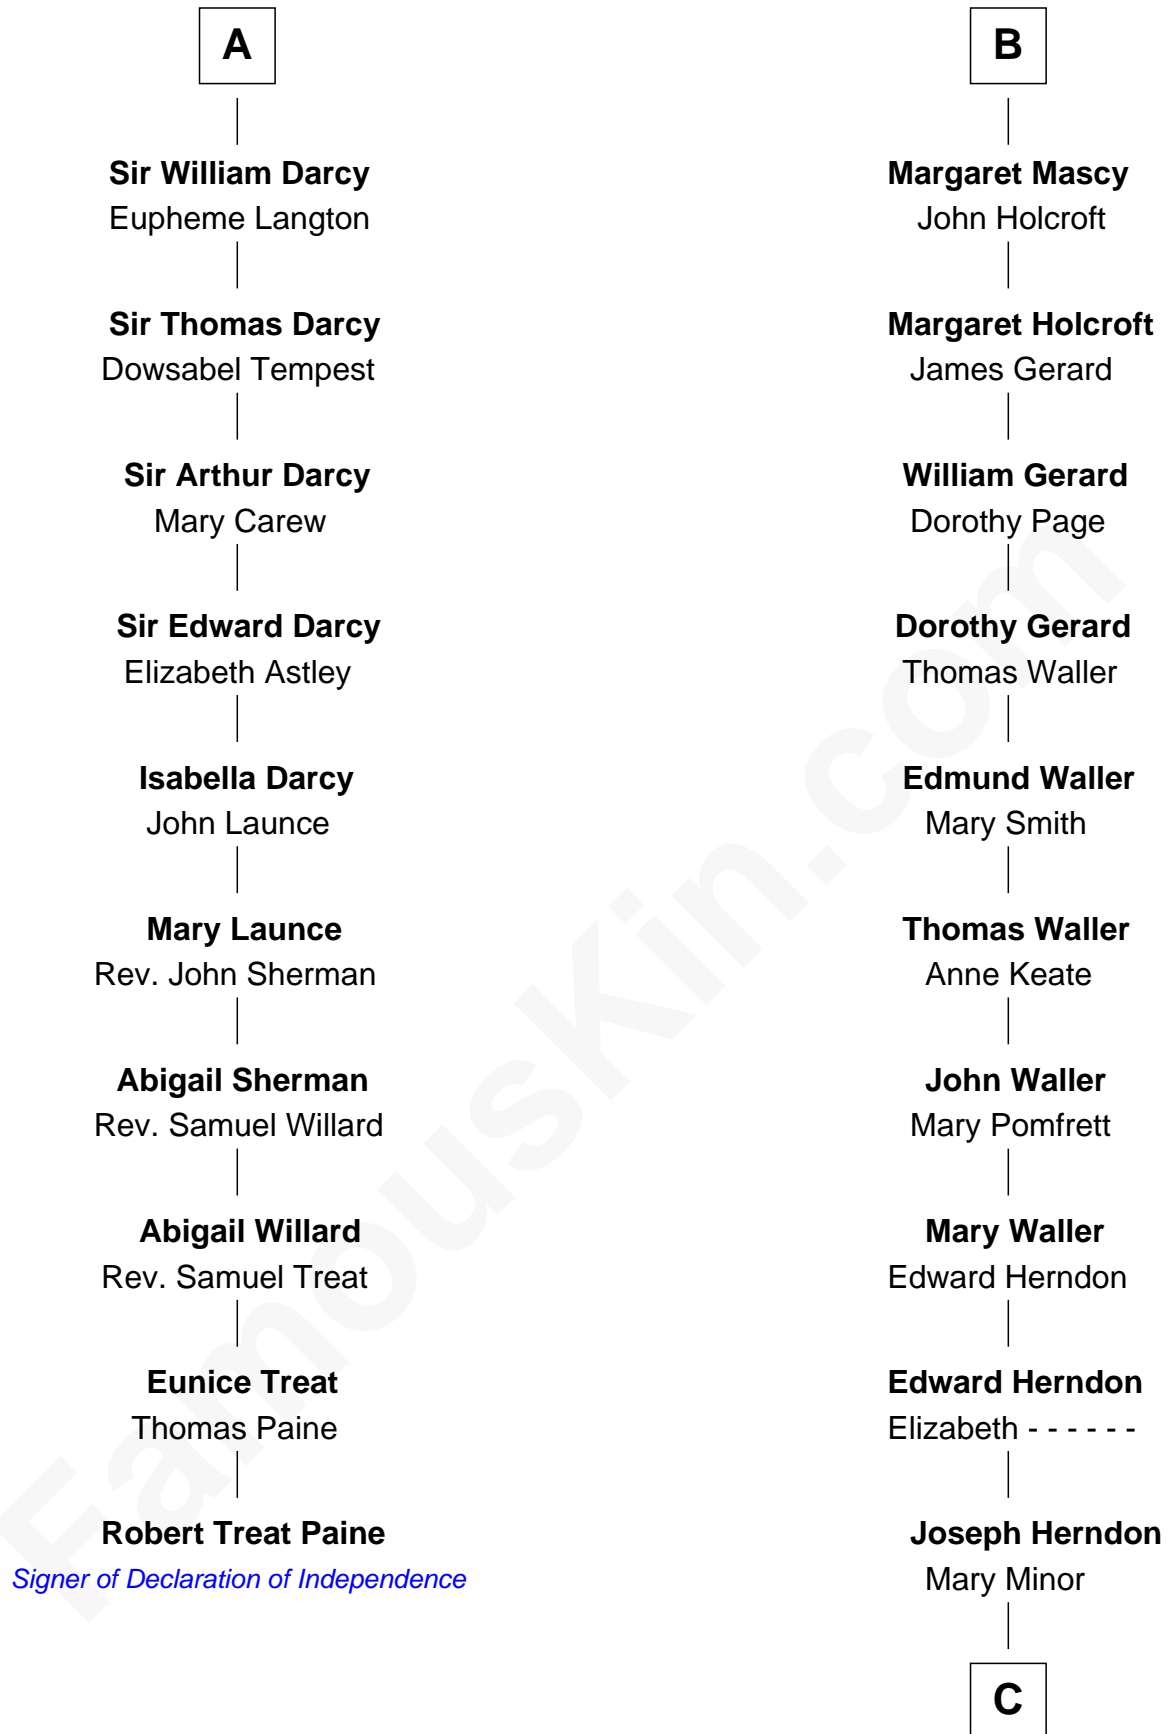 A
Sir William Darcy
Eupheme Langton
Sir Thomas Darcy
Dowsabel Tempest
Sir Arthur Darcy
Mary Carew
Sir Edward Darcy
Elizabeth Astley
Isabella Darcy
John Launce
Mary Launce
Rev. John Sherman
Abigail Sherman
Rev. Samuel Willard
Abigail Willard
Rev. Samuel Treat
Eunice Treat
Thomas Paine
Robert Treat Paine
Signer of Declaration of Independence
B
Margaret Mascy
John Holcroft
Margaret Holcroft
James Gerard
William Gerard
Dorothy Page
Dorothy Gerard
Thomas Waller
Edmund Waller
Mary Smith
Thomas Waller
Anne Keate
John Waller
Mary Pomfrett
Mary Waller
Edward Herndon
Edward Herndon
Elizabeth - - - - - -
Joseph Herndon
Mary Minor
C
FamousKin.com